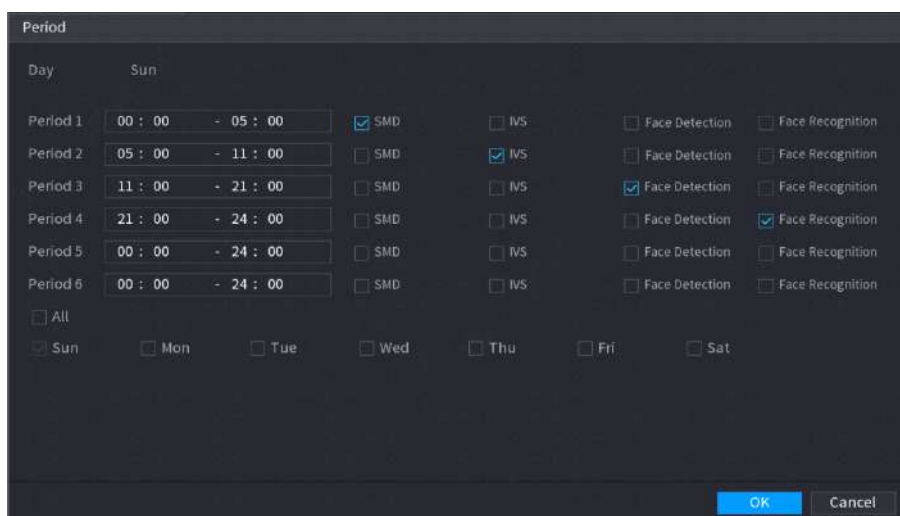 Period
Day Sun
Period 1 00 : 00 - 05 : 00 SMD IVS Face Detection Face Recognition
Period 2 05 : 00 - 11 : 00 SMD IVS Face Detection Face Recognition
Period 3 11 : 00 - 21 : 00 SMD IVS Face Detection Face Recognition
Period 4 21 : 00 - 24 : 00 SMD IVS Face Detection Face Recognition
Period 5 00 : 00 - 24 : 00 SMD IVS Face Detection Face Recognition
Period 6 00 : 00 - 24 : 00 SMD IVS Face Detection Face Recognition
All
Sun Mon Tue Wed Thu Fri Sat
OK Cancel